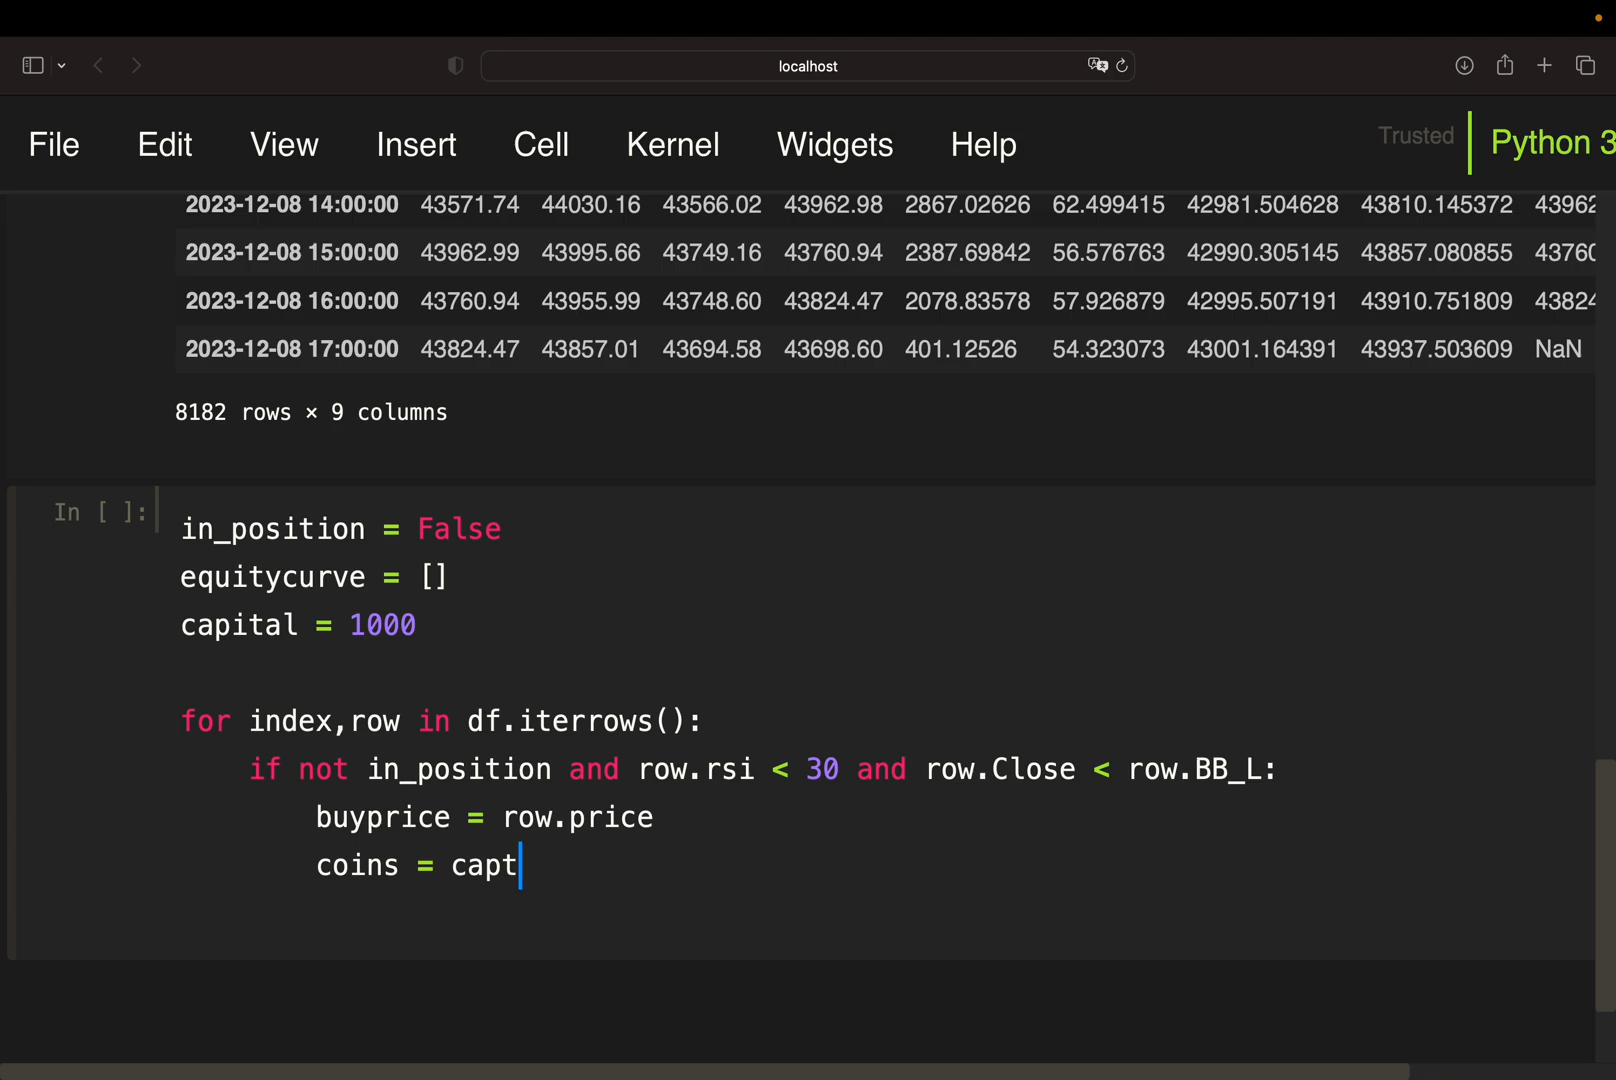 localhost
File Edit View Insert Cell Kernel Widgets Help Trusted Python 3
2023-12-08 14:00:00 43571.74 44030.16 43566.02 43962.98 2867.02626 62.499415 42981.504628 43810.145372 43962
2023-12-08 15:00:00 43962.99 43995.66 43749.16 43760.94 2387.69842 56.576763 42990.305145 43857.080855 43760
2023-12-08 16:00:00 43760.94 43955.99 43748.60 43824.47 2078.83578 57.926879 42995.507191 43910.751809 43824
2023-12-08 17:00:00 43824.47 43857.01 43694.58 43698.60 401.12526 54.323073 43001.164391 43937.503609 NaN
8182 rows × 9 columns
In [ ]:
in_position = False
equitycurve = []
capital = 1000
for index,row in df.iterrows():
if not in_position and row.rsi < 30 and row.Close < row.BB_L:
buyprice = row.price
coins = capt